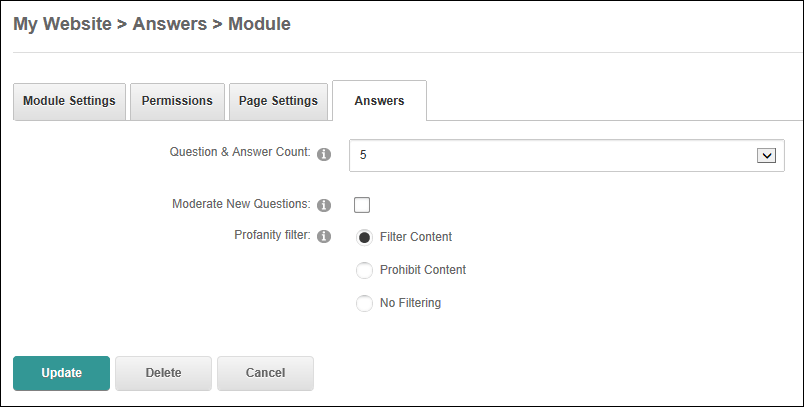 My Website > Answers > Module
Module Settings Permissions Page Settings Answers
Question & Answer Count: 5
Moderate New Questions:
Profanity filter: Filter Content
Prohibit Content
No Filtering
Update Delete Cancel